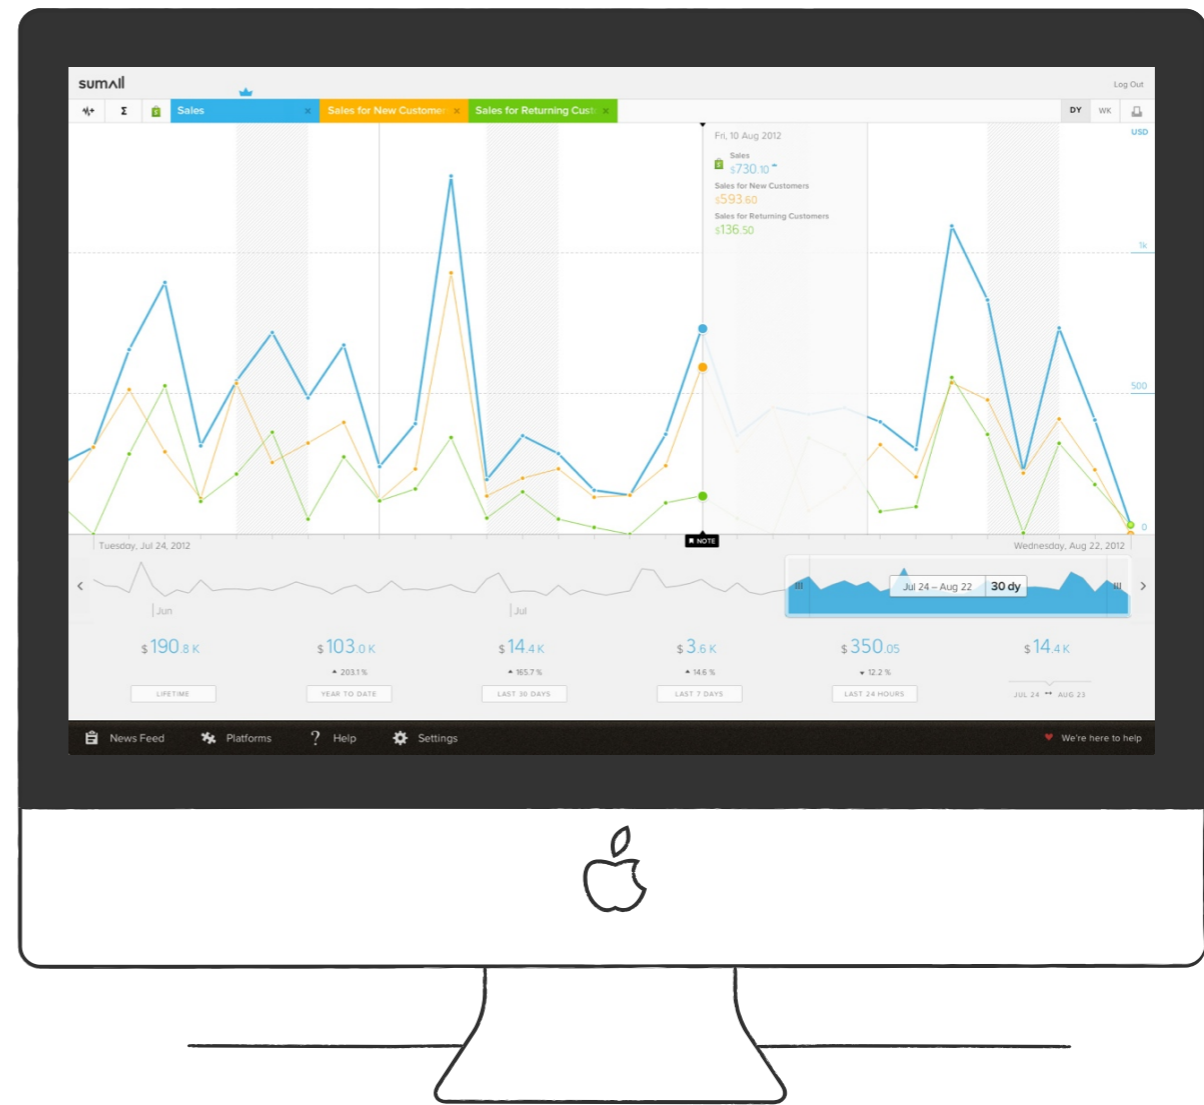 sumAll
Log Out
Σ Sales × Sales for New Customer × Sales for Returning Cust ×
DY WK
USD
Fri, 10 Aug 2012
Sales
$730.10
Sales for New Customers
$593.60
Sales for Returning Customers
$136.50
1k
500
0
NOTE
Tuesday, Jul 24, 2012
Wednesday, Aug 22, 2012
Jul 24 – Aug 22 30 dy
Jun
Jul
$190.8 K $103.0 K $14.4 K $3.6 K $350.05 $14.4 K
203.1 % 165.7 % 14.6 % 12.2 %
LIFETIME YEAR TO DATE LAST 30 DAYS LAST 7 DAYS LAST 24 HOURS JUL 24 ↔ AUG 23
News Feed Platforms ? Help Settings
We're here to help